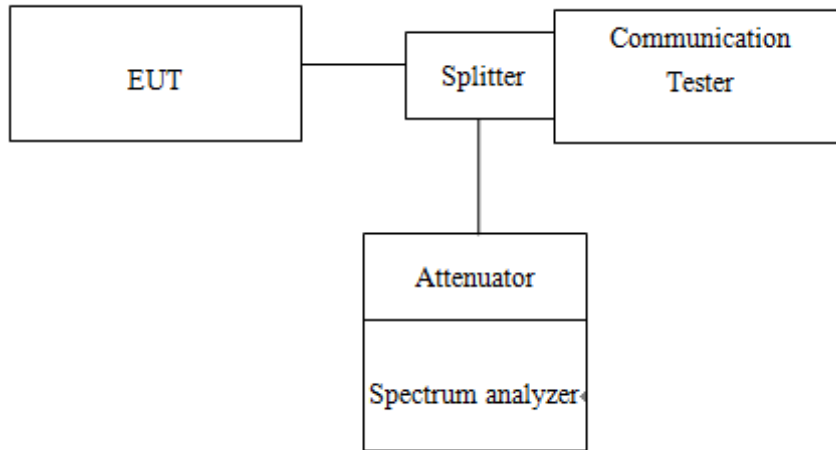 EUT
Splitter
Communication
Tester
Attenuator
Spectrum analyzer